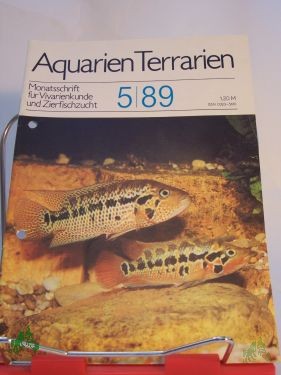 Aquarien Terrarien
Monatsschrift
für Vivarienkunde
und Zierfischzucht
5/89
1,20 M